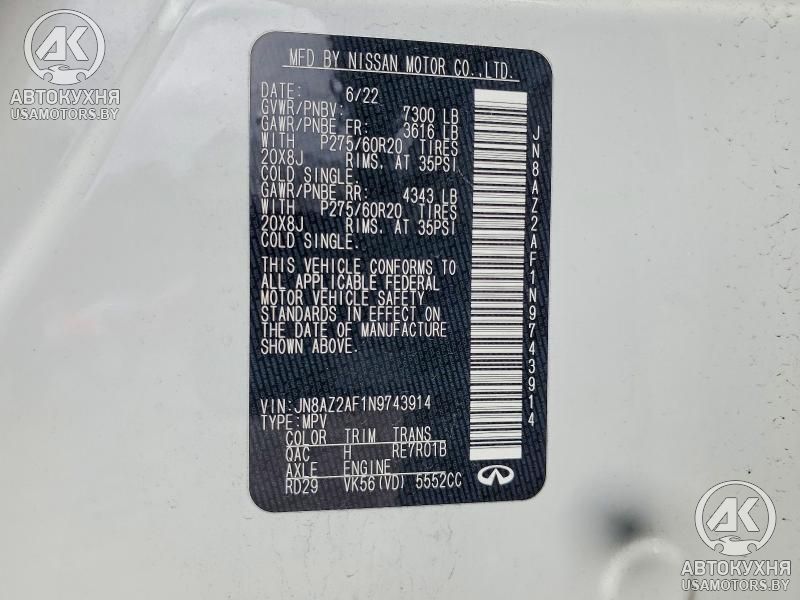 AK
АВТОКУХНЯ
USAMOTORS.BY
MFD BY NISSAN MOTOR CO.,LTD.
DATE: 6/22
GVWR/PNBV: 7300 LB
GAWR/PNBE FR: 3616 LB
WITH P275/60R20 TIRES
20X8J RIMS, AT 35PSI
COLD SINGLE.
GAWR/PNBE RR: 4343 LB
WITH P275/60R20 TIRES
20X8J RIMS, AT 35PSI
COLD SINGLE.
THIS VEHICLE CONFORMS TO
ALL APPLICABLE FEDERAL
MOTOR VEHICLE SAFETY
STANDARDS IN EFFECT ON
THE DATE OF MANUFACTURE
SHOWN ABOVE.
VIN:JN8AZ2AF1N9743914
TYPE:MPV
COLOR TRIM TRANS
QAC H RE7R01B
AXLE ENGINE
RD29 VK56(VD) 5552CC
JN8AZ2AF1N9743914
AK
АВТОКУХНЯ
USAMOTORS.BY